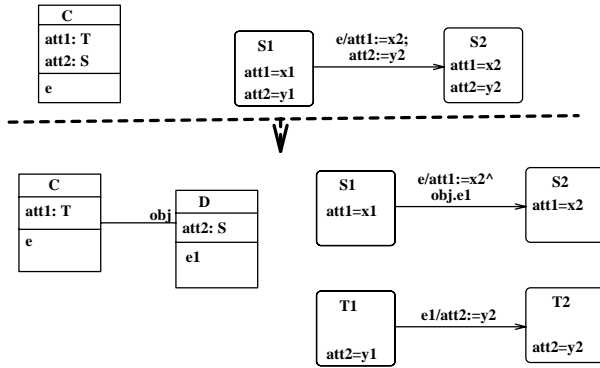 C
att1: T
att2: S
e
S1
att1=x1
att2=y1
e/att1:=x2;
att2:=y2
S2
att1=x2
att2=y2
C
att1: T
e
obj
D
att2: S
e1
S1
att1=x1
e/att1:=x2^
obj.e1
S2
att1=x2
T1
att2=y1
e1/att2:=y2
T2
att2=y2